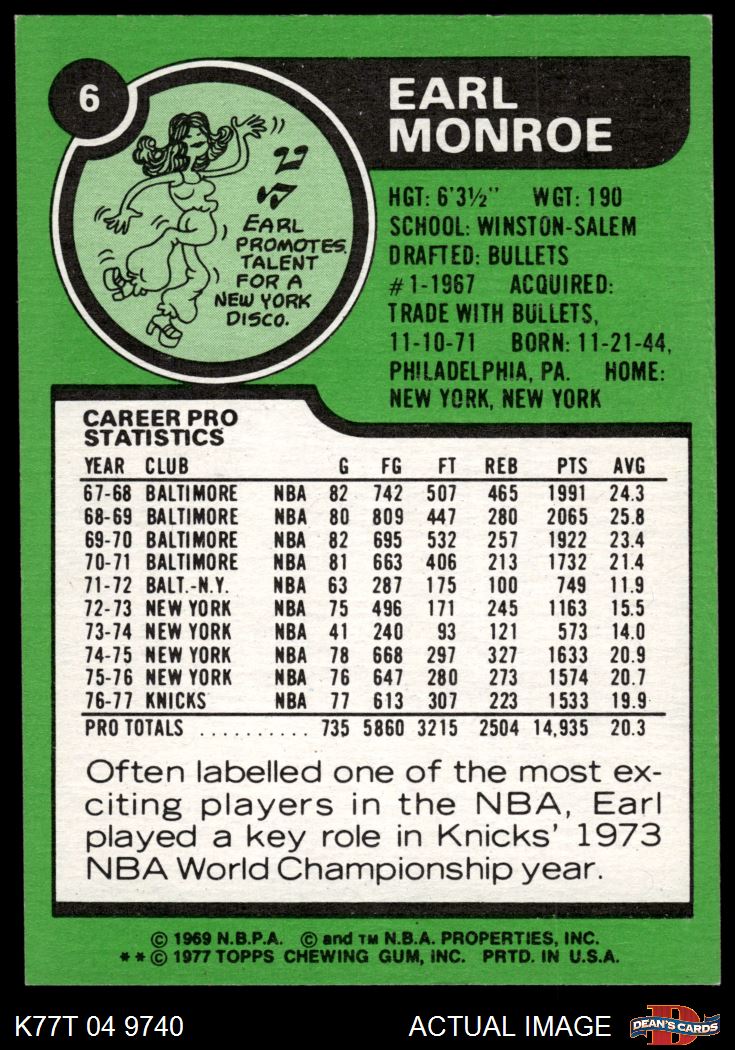 6
EARL
MONROE
EARL
PROMOTES
TALENT
FOR A
NEW YORK
DISCO.
HGT: 6'3½" WGT: 190
SCHOOL: WINSTON-SALEM
DRAFTED: BULLETS
#1-1967 ACQUIRED:
TRADE WITH BULLETS,
11-10-71 BORN: 11-21-44,
PHILADELPHIA, PA. HOME:
NEW YORK, NEW YORK
CAREER PRO
STATISTICS
YEAR CLUB G FG FT REB PTS AVG
67-68 BALTIMORE NBA 82 742 507 465 1991 24.3
68-69 BALTIMORE NBA 80 809 447 280 2065 25.8
69-70 BALTIMORE NBA 82 695 532 257 1922 23.4
70-71 BALTIMORE NBA 81 663 406 213 1732 21.4
71-72 BALT.-N.Y. NBA 63 287 175 100 749 11.9
72-73 NEW YORK NBA 75 496 171 245 1163 15.5
73-74 NEW YORK NBA 41 240 93 121 573 14.0
74-75 NEW YORK NBA 78 668 297 327 1633 20.9
75-76 NEW YORK NBA 76 647 280 273 1574 20.7
76-77 KNICKS NBA 77 613 307 223 1533 19.9
PRO TOTALS .......... 735 5860 3215 2504 14,935 20.3
Often labelled one of the most ex-
citing players in the NBA, Earl
played a key role in Knicks' 1973
NBA World Championship year.
© 1969 N.B.P.A. © and TM N.B.A. PROPERTIES, INC.
** © 1977 TOPPS CHEWING GUM, INC. PRTD. IN U.S.A.
K77T 04 9740 ACTUAL IMAGE
DEAN'S CARDS